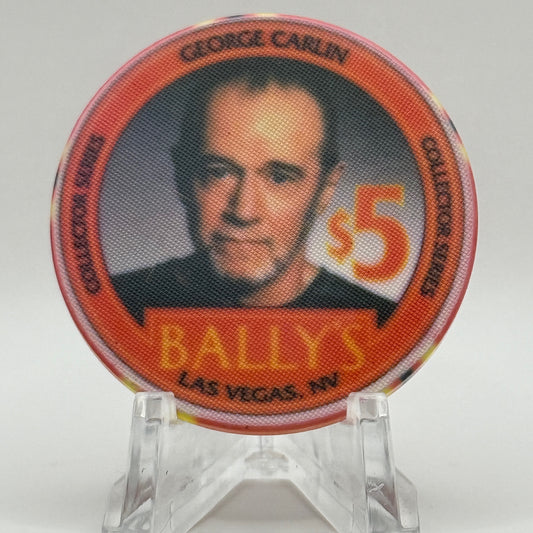 GEORGE CARLIN
COLLECTOR SERIES
COLLECTOR SERIES
$5
BALLY'S
LAS VEGAS, NV